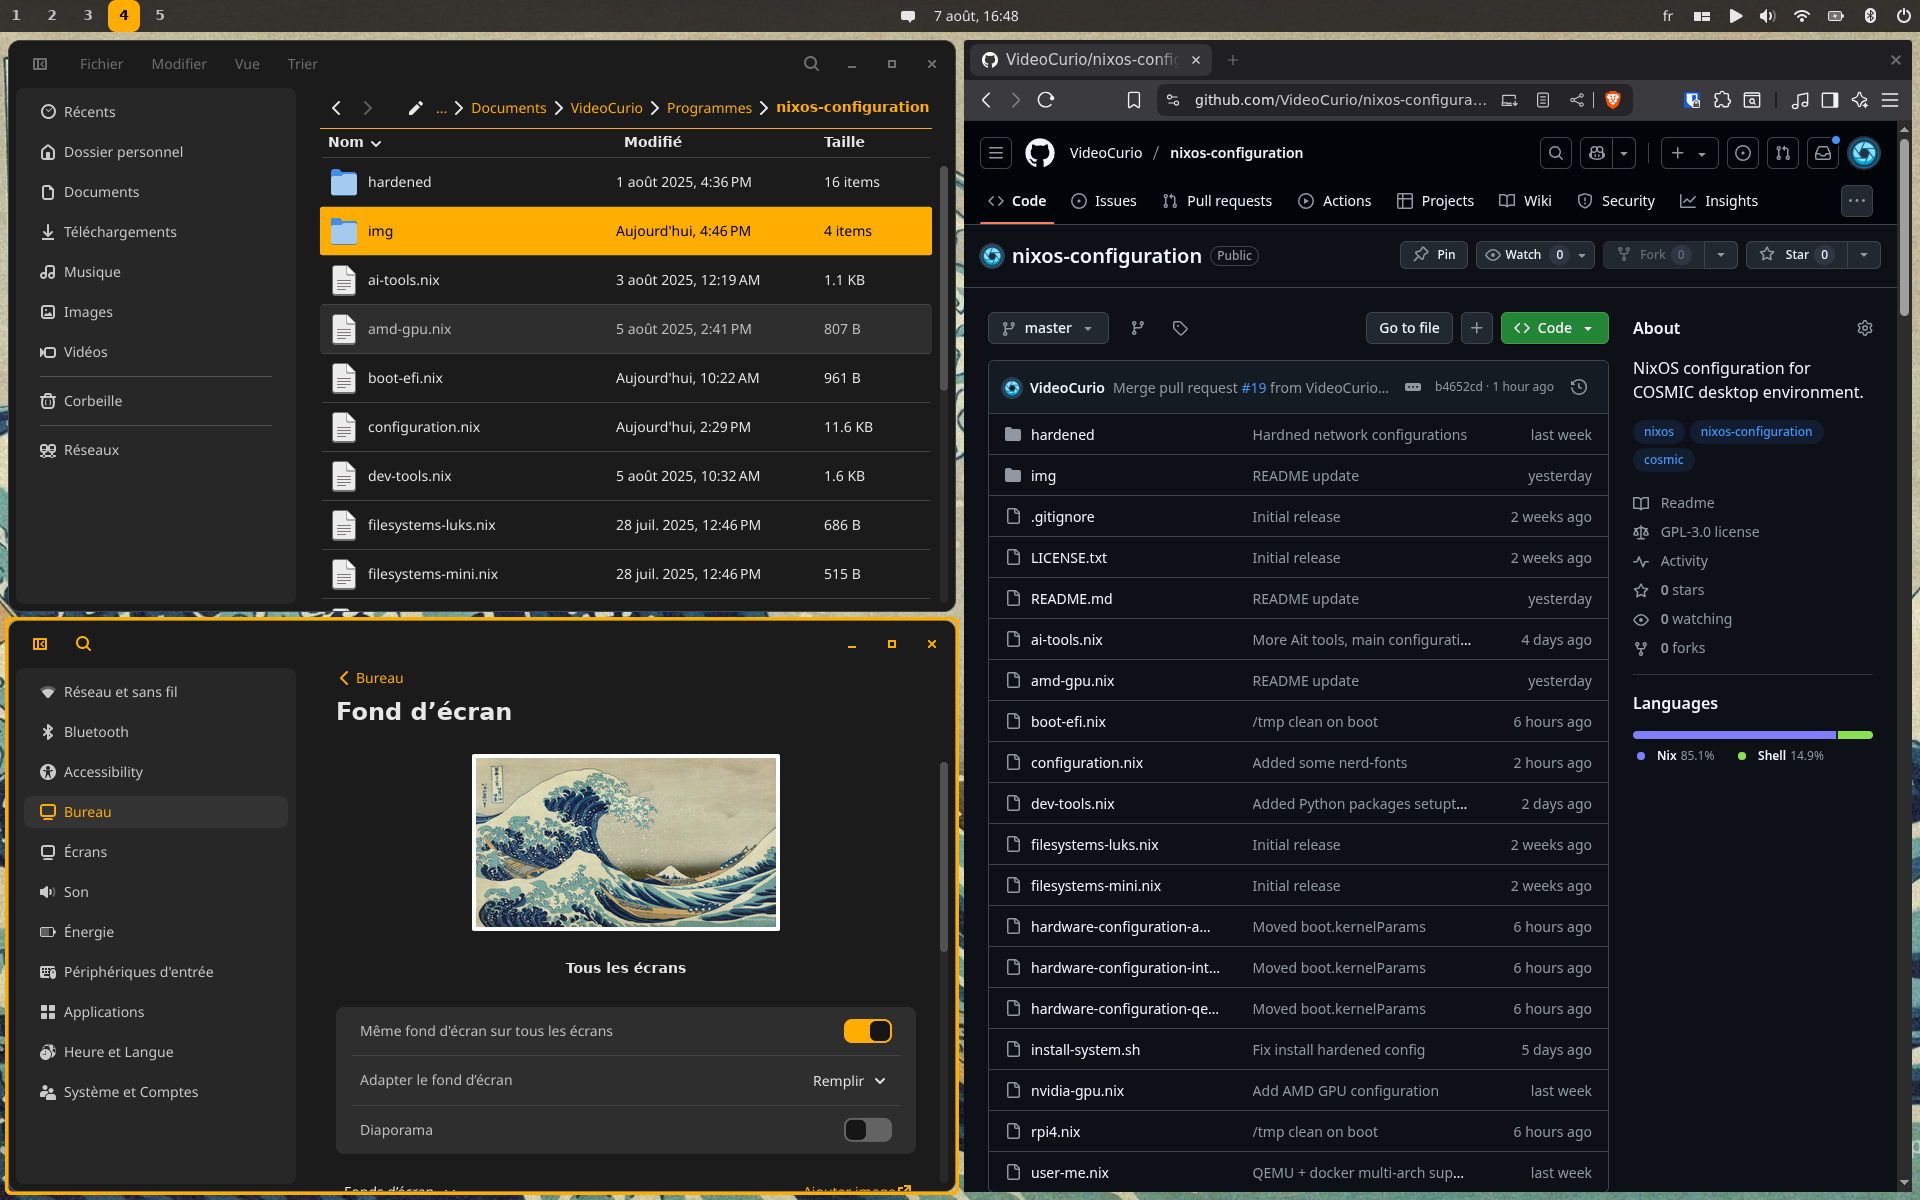 1 2 3 4 5
7 août, 16:48
fr
Fichier Modifier Vue Trier
Récents
Dossier personnel
Documents
Téléchargements
Musique
Images
Vidéos
Corbeille
Réseaux
... Documents VideoCurio Programmes nixos-configuration
Nom Modifié Taille
hardened 1 août 2025, 4:36 PM 16 items
img Aujourd'hui, 4:46 PM 4 items
ai-tools.nix 3 août 2025, 12:19 AM 1.1 KB
amd-gpu.nix 5 août 2025, 2:41 PM 807 B
boot-efi.nix Aujourd'hui, 10:22 AM 961 B
configuration.nix Aujourd'hui, 2:29 PM 11.6 KB
dev-tools.nix 5 août 2025, 10:32 AM 1.6 KB
filesystems-luks.nix 28 juil. 2025, 12:46 PM 686 B
filesystems-mini.nix 28 juil. 2025, 12:46 PM 515 B
Réseau et sans fil
Bluetooth
Accessibility
Bureau
Écrans
Son
Énergie
Périphériques d'entrée
Applications
Heure et Langue
Système et Comptes
Bureau
Fond d’écran
Tous les écrans
Même fond d'écran sur tous les écrans
Adapter le fond d’écran Remplir
Diaporama
Fonds d'écran Ajouter image
VideoCurio/nixos-config
github.com/VideoCurio/nixos-configura...
VideoCurio / nixos-configuration
Code Issues Pull requests Actions Projects Wiki Security Insights
nixos-configuration Public Pin Watch 0 Fork 0 Star 0
master Go to file Code
VideoCurio Merge pull request #19 from VideoCurio... b4652cd · 1 hour ago
hardened Hardned network configurations last week
img README update yesterday
.gitignore Initial release 2 weeks ago
LICENSE.txt Initial release 2 weeks ago
README.md README update yesterday
ai-tools.nix More Ait tools, main configurati... 4 days ago
amd-gpu.nix README update yesterday
boot-efi.nix /tmp clean on boot 6 hours ago
configuration.nix Added some nerd-fonts 2 hours ago
dev-tools.nix Added Python packages setupt... 2 days ago
filesystems-luks.nix Initial release 2 weeks ago
filesystems-mini.nix Initial release 2 weeks ago
hardware-configuration-a... Moved boot.kernelParams 6 hours ago
hardware-configuration-int... Moved boot.kernelParams 6 hours ago
hardware-configuration-qe... Moved boot.kernelParams 6 hours ago
install-system.sh Fix install hardened config 5 days ago
nvidia-gpu.nix Add AMD GPU configuration last week
rpi4.nix /tmp clean on boot 6 hours ago
user-me.nix QEMU + docker multi-arch sup... last week
About
NixOS configuration for
COSMIC desktop environment.
nixos nixos-configuration
cosmic
Readme
GPL-3.0 license
Activity
0 stars
0 watching
0 forks
Languages
Nix 85.1% Shell 14.9%